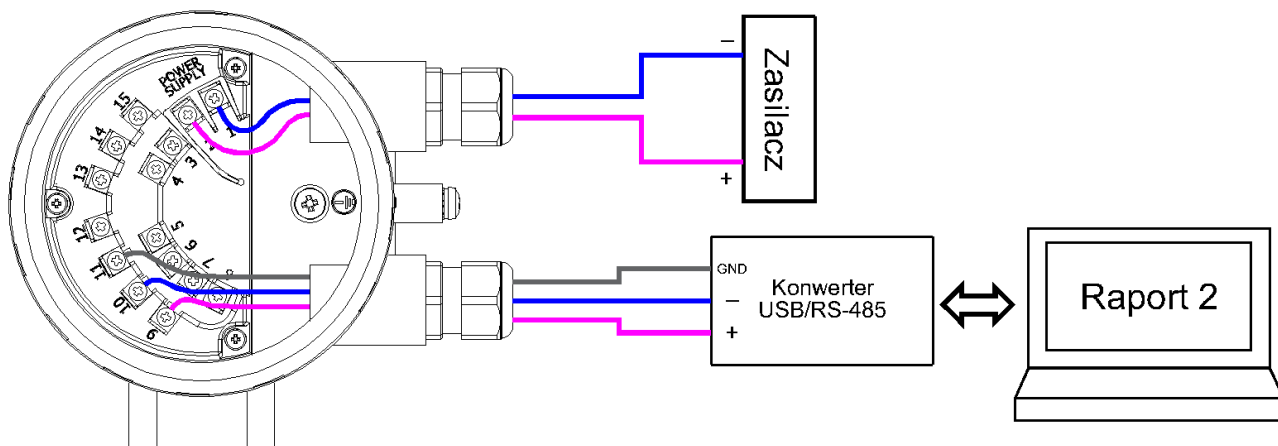 POWER
SUPPLY
15
14
13
12
11
10
9
1
3
4
5
6
7
−
Zasilacz
+
GND
−
+
Konwerter
USB/RS-485
Raport 2